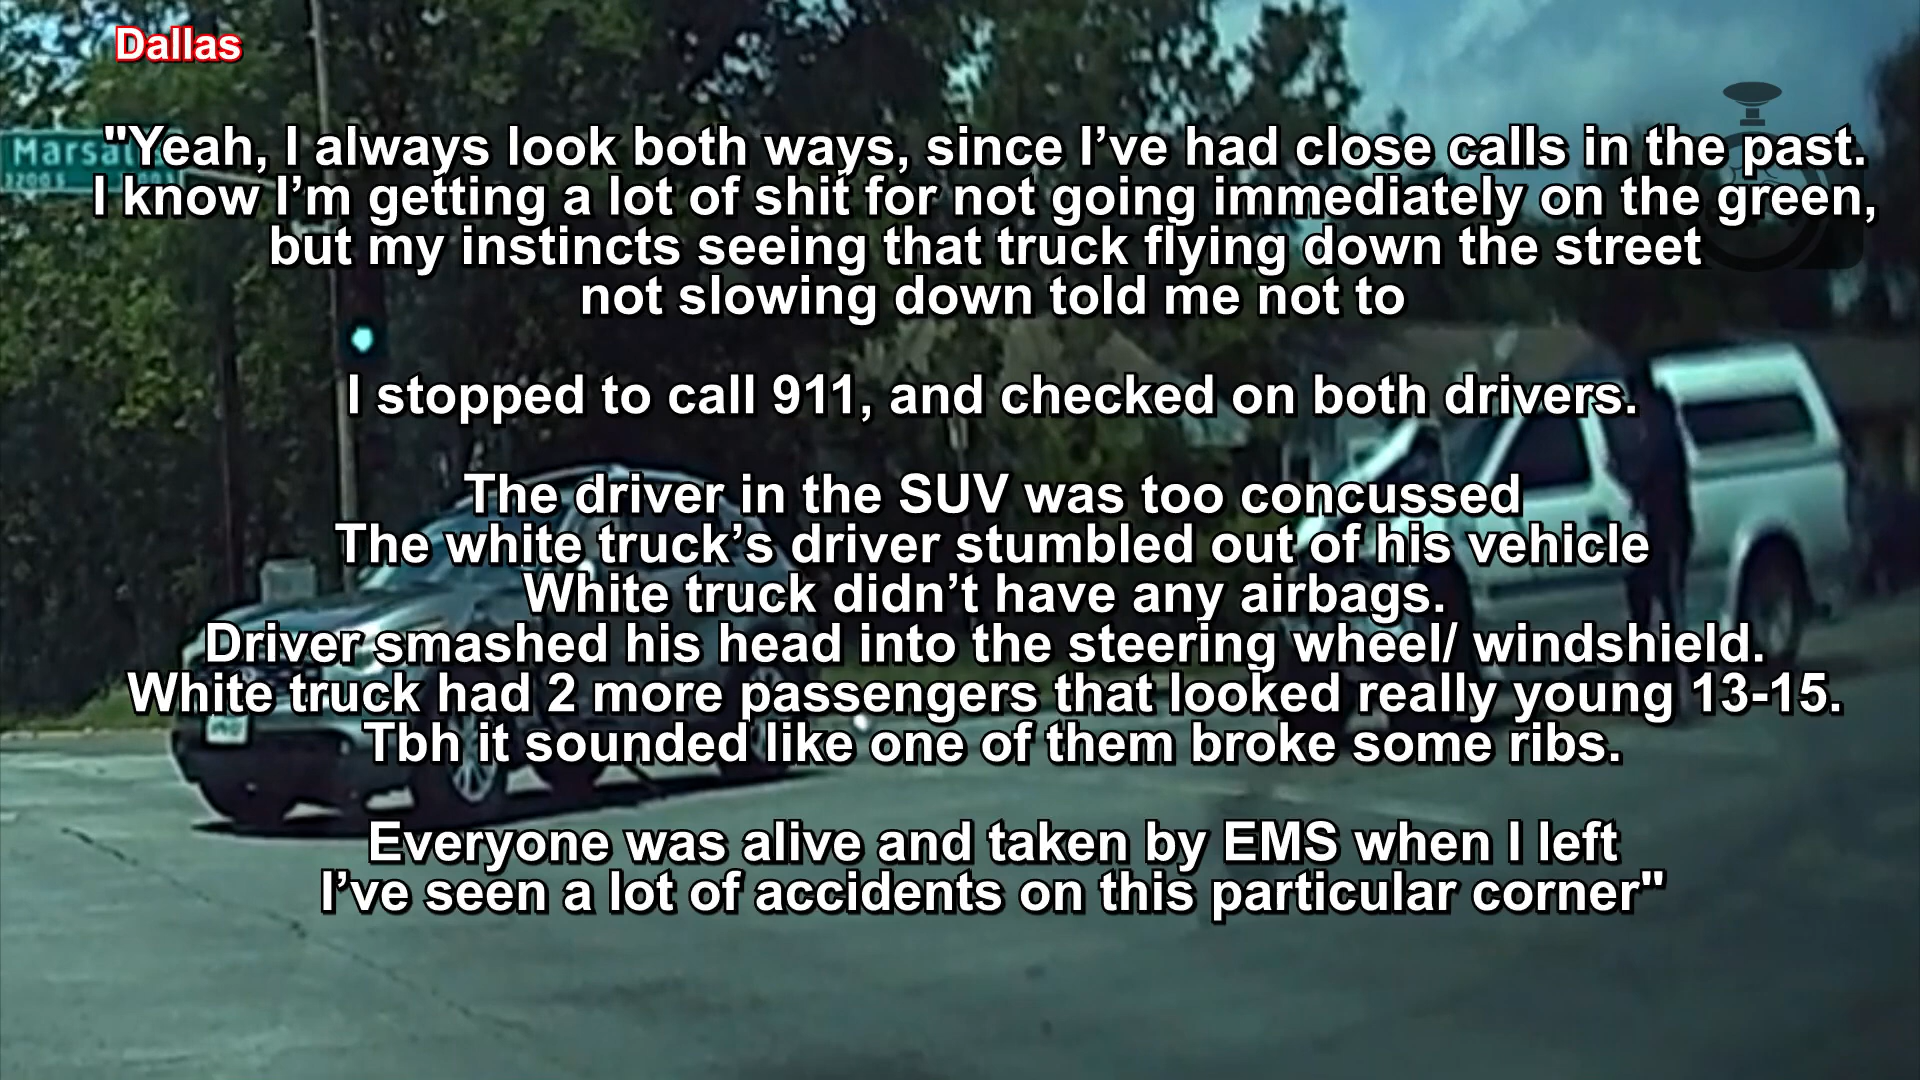 Dallas
Marsal
"Yeah, I always look both ways, since I’ve had close calls in the past.
I know I’m getting a lot of shit for not going immediately on the green,
but my instincts seeing that truck flying down the street
not slowing down told me not to
I stopped to call 911, and checked on both drivers.
The driver in the SUV was too concussed
The white truck’s driver stumbled out of his vehicle
White truck didn’t have any airbags.
Driver smashed his head into the steering wheel/ windshield.
White truck had 2 more passengers that looked really young 13-15.
Tbh it sounded like one of them broke some ribs.
Everyone was alive and taken by EMS when I left
I’ve seen a lot of accidents on this particular corner"